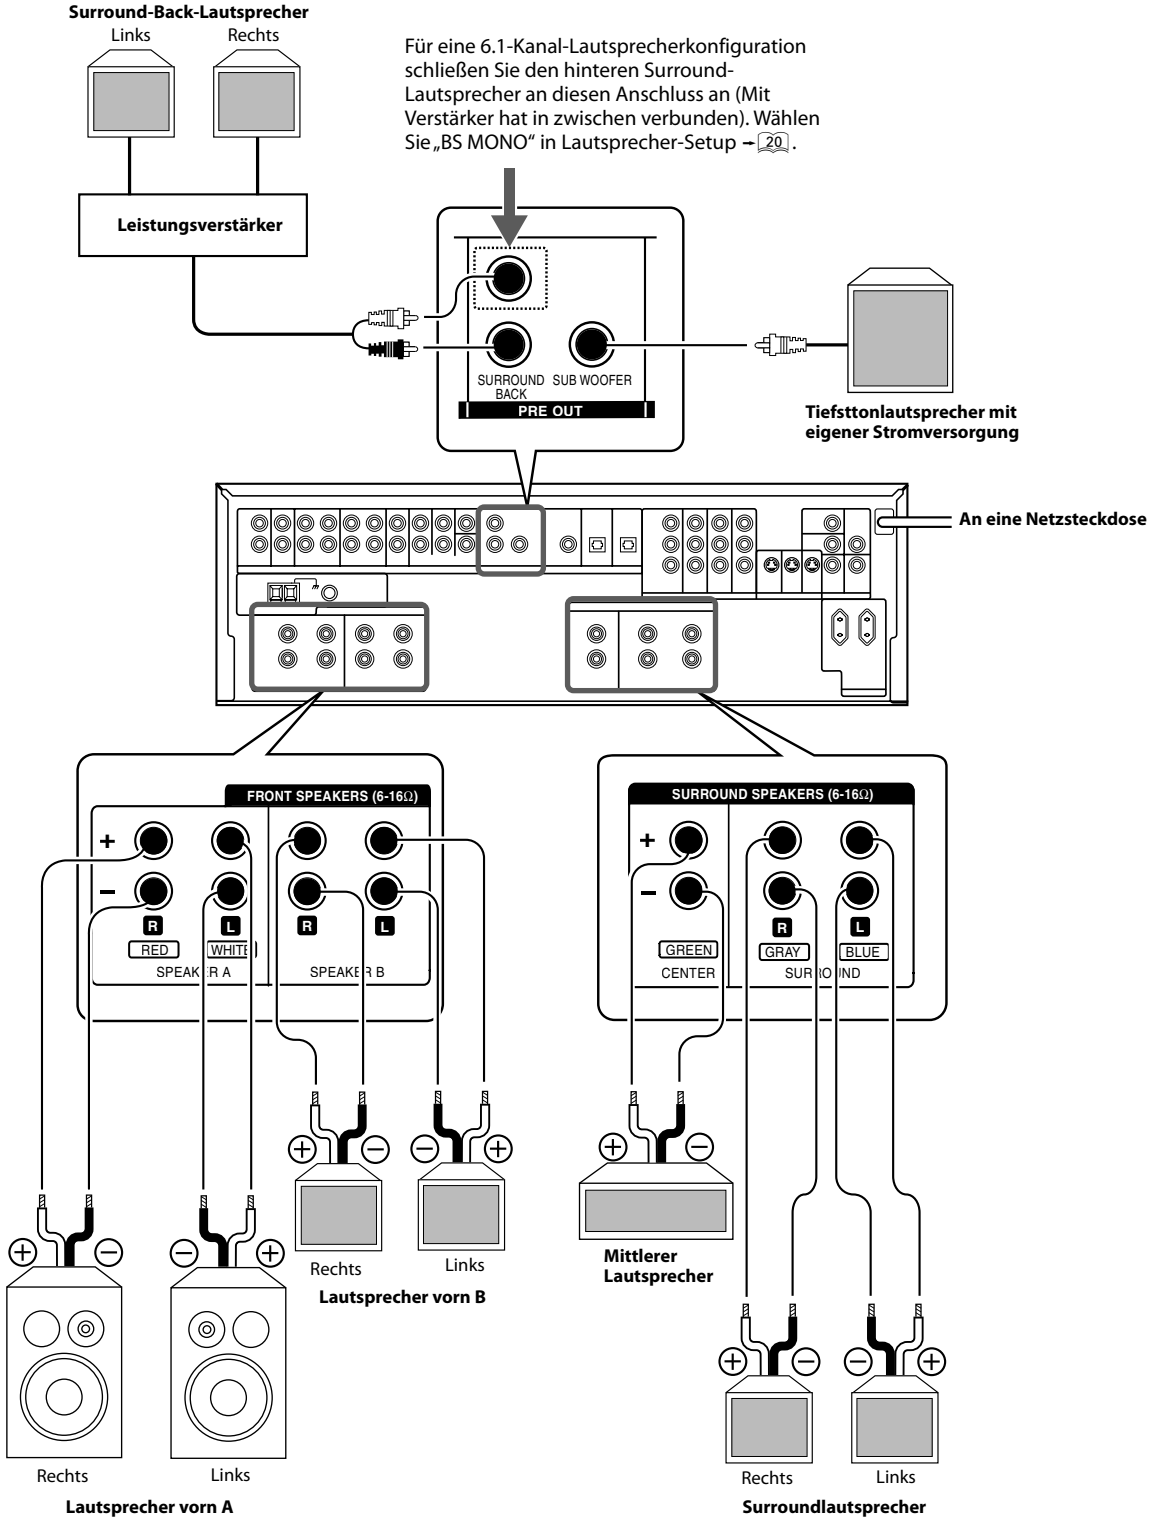 Surround-Back-Lautsprecher
Links
Rechts
Für eine 6.1-Kanal-Lautsprecherkonfiguration
schließen Sie den hinteren Surround-
Lautsprecher an diesen Anschluss an (Mit
Verstärker hat in zwischen verbunden). Wählen
Sie „BS MONO“ in Lautsprecher-Setup → 20 .
Leistungsverstärker
SURROUND
BACK
SUB WOOFER
PRE OUT
Tiefsttonlautsprecher mit
eigener Stromversorgung
An eine Netzsteckdose
FRONT SPEAKERS (6-16Ω)
+
−
R
L
R
L
RED
WHITE
SPEAKER A
SPEAKER B
SURROUND SPEAKERS (6-16Ω)
+
−
R
L
GREEN
GRAY
BLUE
CENTER
SURROUND
+
−
−
+
Rechts
Links
Lautsprecher vorn B
+
−
Mittlerer
Lautsprecher
+
−
−
+
Rechts
Links
Lautsprecher vorn A
+
−
−
+
Rechts
Links
Surroundlautsprecher